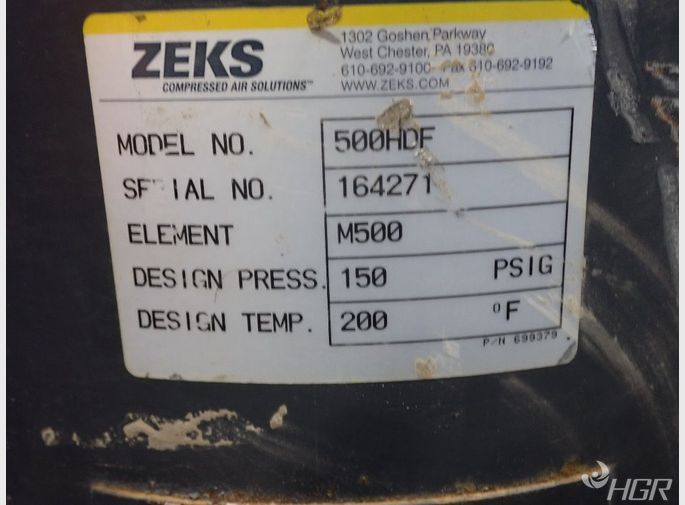 ZEKS
COMPRESSED AIR SOLUTIONS™
1302 Goshen Parkway
West Chester, PA 19380
610-692-9100 Fax 610-692-9192
WWW.ZEKS.COM
MODEL NO. 500HDF
SERIAL NO. 164271
ELEMENT M500
DESIGN PRESS. 150 PSIG
DESIGN TEMP. 200 °F
P/N 699379
HGR